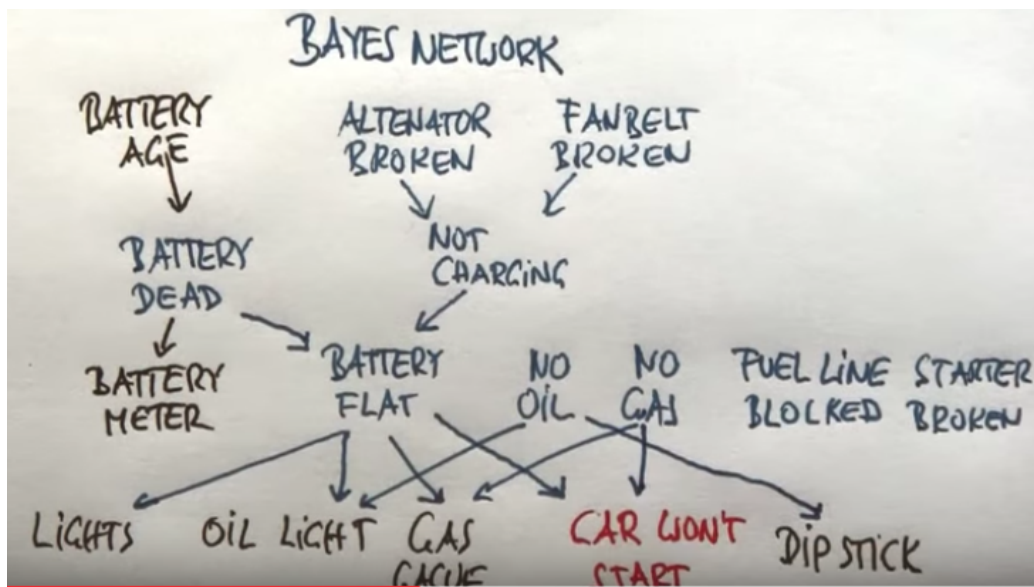 BAYES NETWORK
BATTERY AGE
ALTENATOR BROKEN
FANBELT BROKEN
BATTERY DEAD
NOT CHARGING
BATTERY METER
BATTERY FLAT
NO OIL
NO GAS
FUEL LINE BLOCKED
STARTER BROKEN
LIGHTS
OIL LIGHT
GAS
CAR WON'T START
DIP STICK